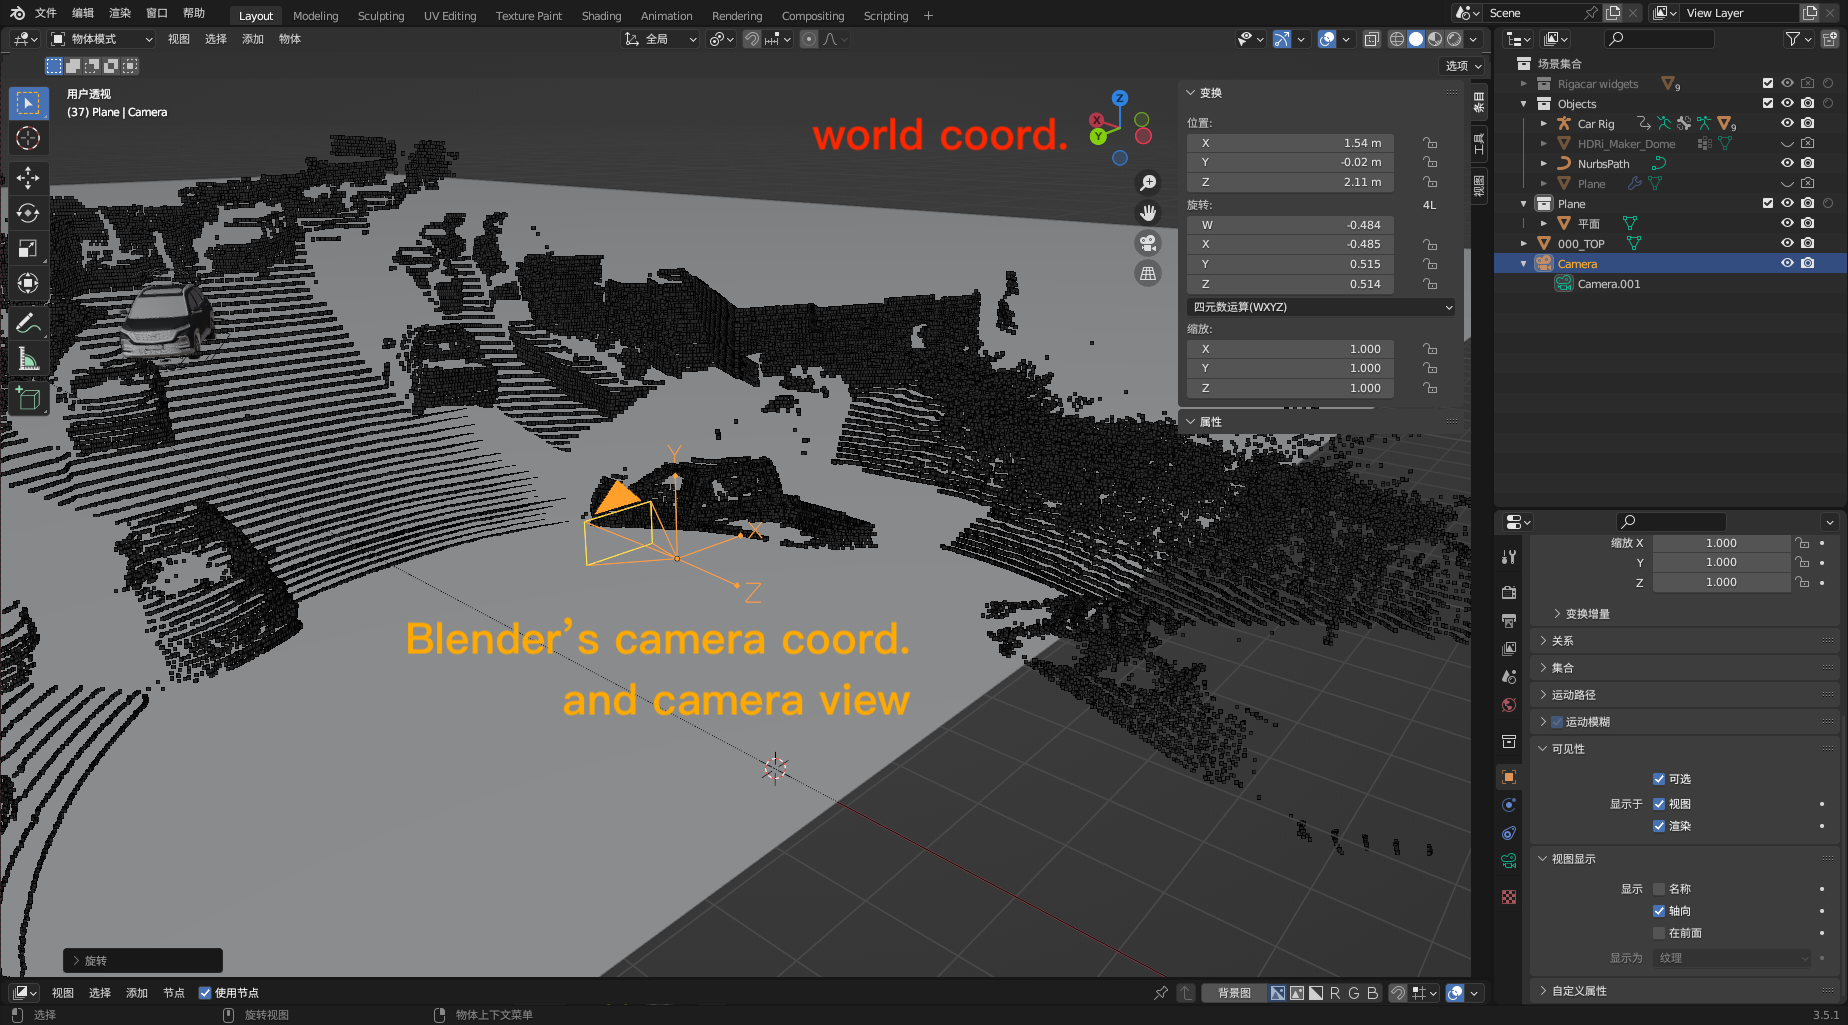 文件 编辑 渲染 窗口 帮助 Layout Modeling Sculpting UV Editing Texture Paint Shading Animation Rendering Compositing Scripting + Scene View Layer
物体模式 视图 选择 添加 物体 全局
选项
用户透视
(37) Plane | Camera
world coord.
Z
X
Y
变换
位置:
X 1.54 m
Y -0.02 m
Z 2.11 m
旋转: 4L
W -0.484
X -0.485
Y 0.515
Z 0.514
四元数运算(WXYZ)
缩放:
X 1.000
Y 1.000
Z 1.000
属性
条目
工具
视图
Y
X
Z
Blender's camera coord.
and camera view
旋转
场景集合
Rigacar widgets 9
Objects
Car Rig 9
HDRi_Maker_Dome
NurbsPath
Plane
Plane
平面
000_TOP
Camera
Camera.001
缩放 X 1.000
Y 1.000
Z 1.000
变换增量
关系
集合
运动路径
运动模糊
可见性
可选
显示于 视图
渲染
视图显示
显示 名称
轴向
在前面
显示为 纹理
自定义属性
视图 选择 添加 节点 使用节点 背景图 R G B
选择 旋转视图 物体上下文菜单 3.5.1